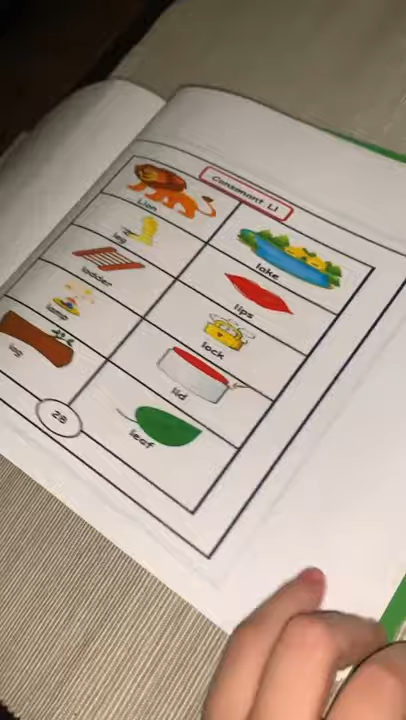 Consonant Ll
Lion
leg
ladder
lamp
log
lake
lips
lock
lid
leaf
28